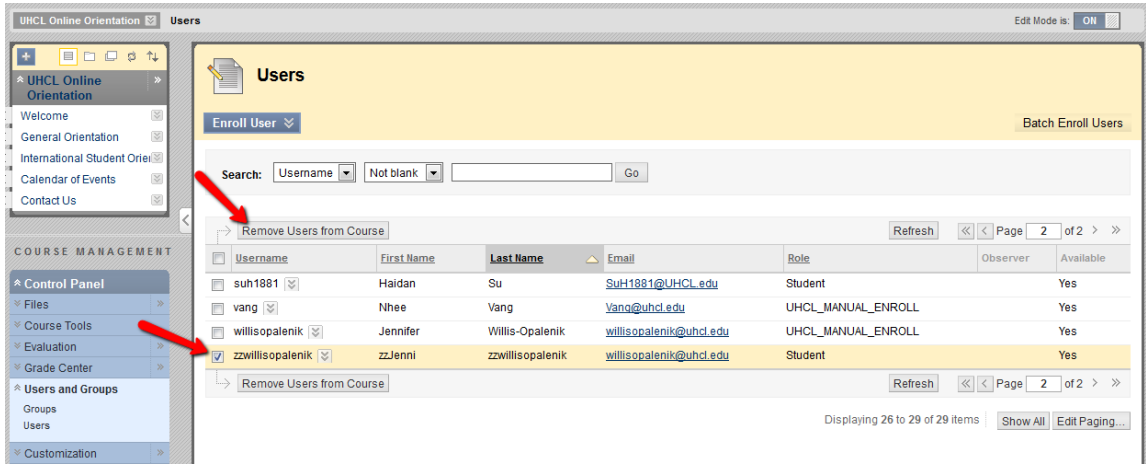 UHCL Online Orientation Users Edit Mode is: ON
UHCL Online
Orientation
Welcome
General Orientation
International Student Orie
Calendar of Events
Contact Us
COURSE MANAGEMENT
Control Panel
Files
Course Tools
Evaluation
Grade Center
Users and Groups
Groups
Users
Customization
Users
Enroll User Batch Enroll Users
Search: Username Not blank Go
Remove Users from Course Refresh Page 2 of 2
Username First Name Last Name Email Role Observer Available
suh1881 Haidan Su SuH1881@UHCL.edu Student Yes
vang Nhee Vang Vang@uhcl.edu UHCL_MANUAL_ENROLL Yes
willisopalenik Jennifer Willis-Opalenik willisopalenik@uhcl.edu UHCL_MANUAL_ENROLL Yes
zzwillisopalenik zzJenni zzwillisopalenik willisopalenik@uhcl.edu Student Yes
Remove Users from Course Refresh Page 2 of 2
Displaying 26 to 29 of 29 items Show All Edit Paging...